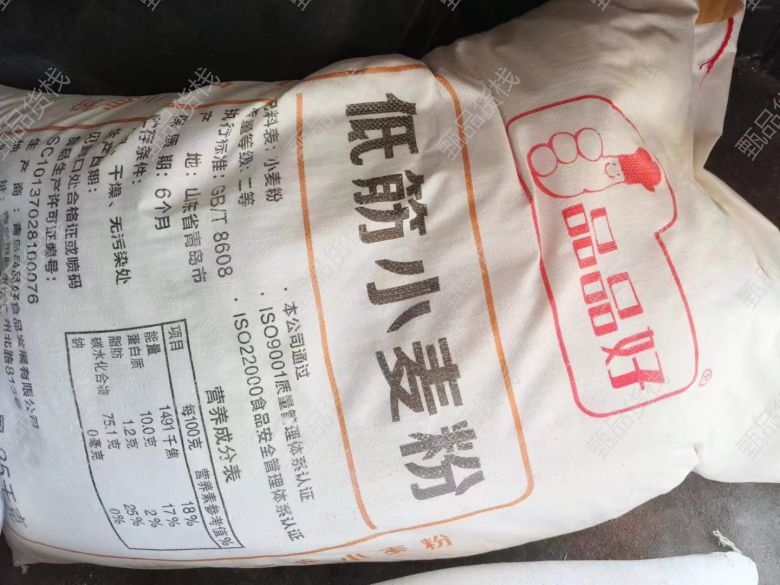 品品好
®
低筋小麦粉
配料表: 小麦粉
质量等级: 二等
执行标准: GB/T 8608
产地: 山东省青岛市
保质期: 6个月
贮存条件:
干燥、无污染处
生产日期:
见封口处合格证或喷码
食品生产许可证编号:
SC10137028100076
·本公司通过
ISO9001质量管理体系认证
·ISO22000食品安全管理体系认证
营养成分表
项目 每100克 营养素参考值%
能量 1491千焦 18%
蛋白质 10.0克 17%
脂肪 1.2克 2%
碳水化合物 75.1克 25%
钠 0毫克 0%
甄品货栈